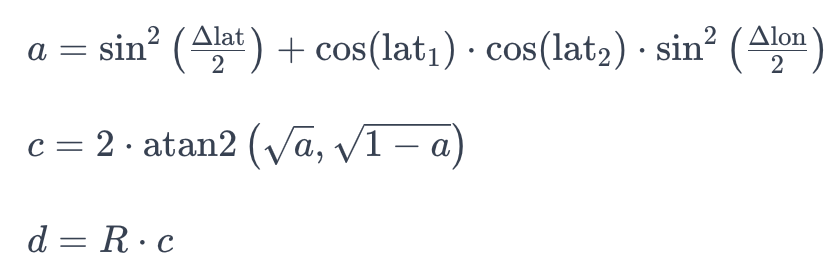 a = sin² (Δlat/2) + cos(lat₁) · cos(lat₂) · sin² (Δlon/2)
c = 2 · atan2 (√a, √(1 − a))
d = R · c